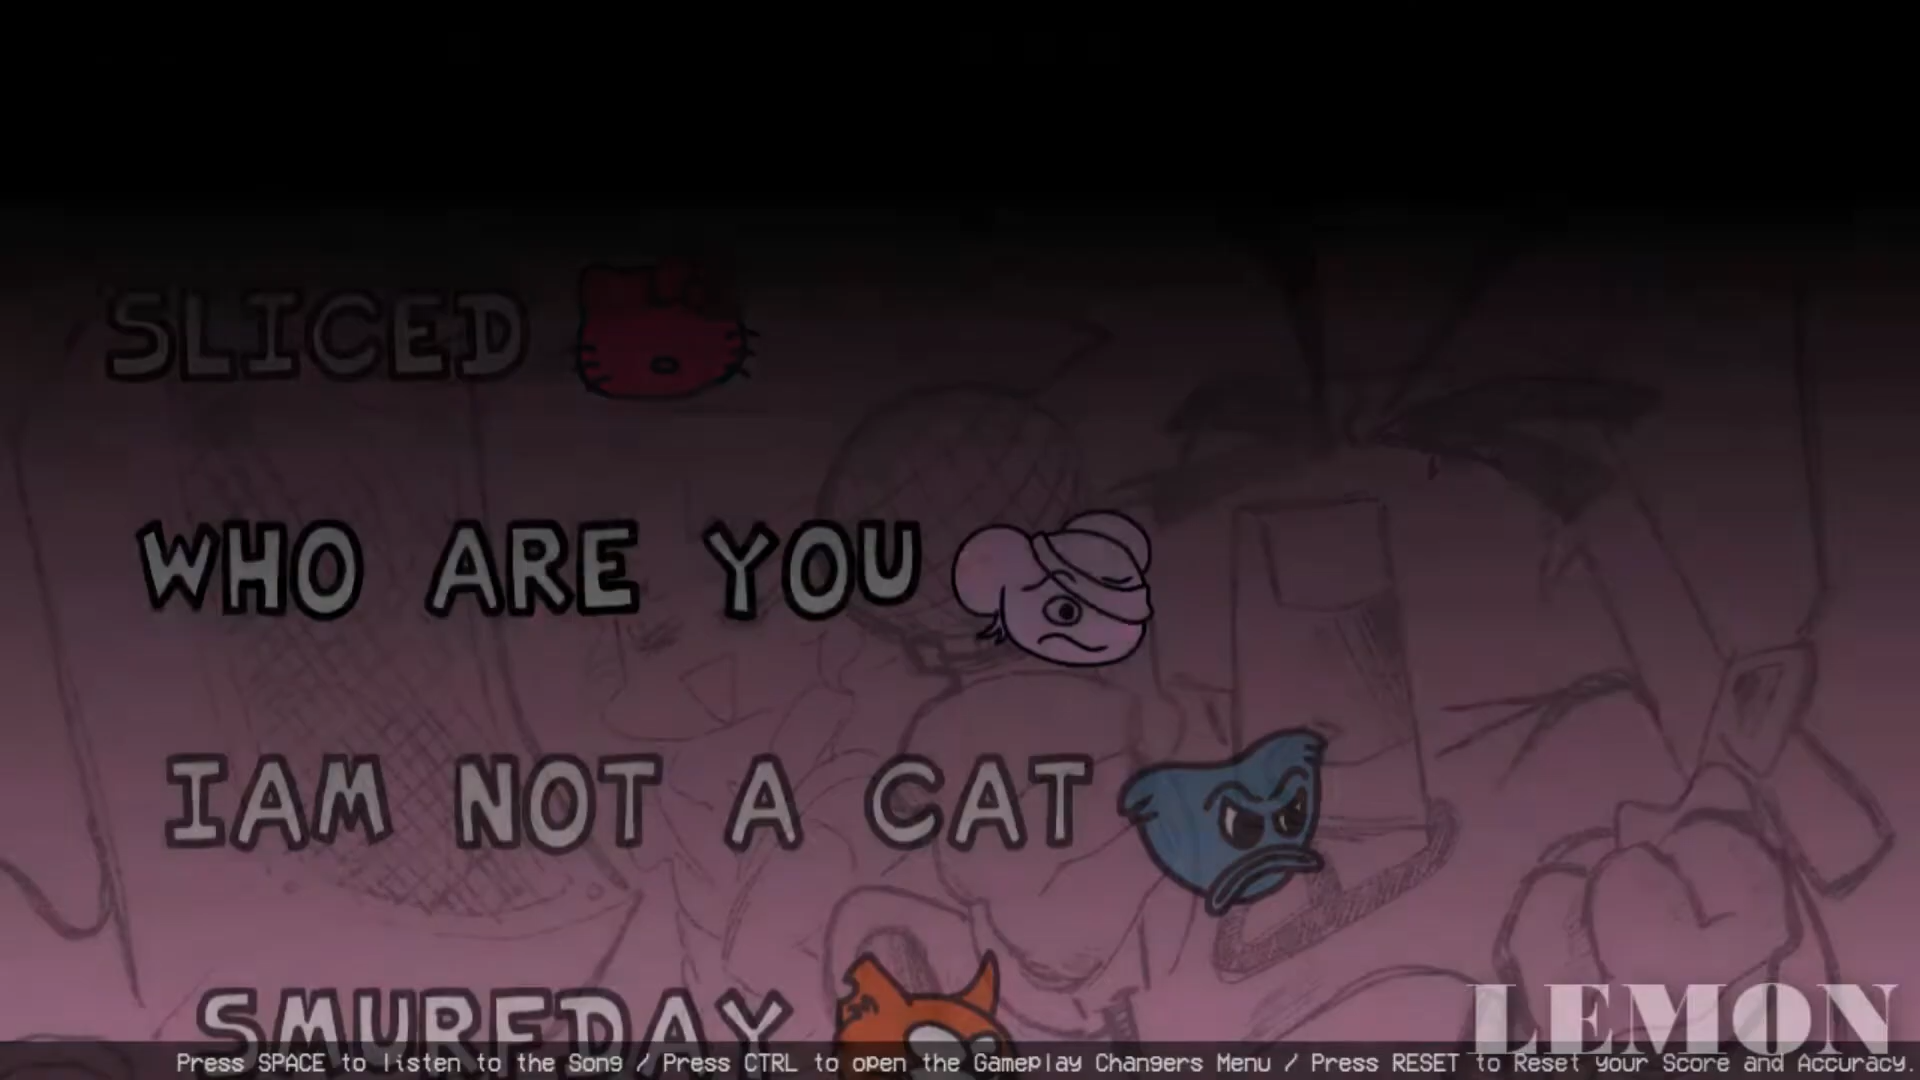 SLICED
WHO ARE YOU
IAM NOT A CAT
SMURFDAY
LEMON
Press SPACE to listen to the Song / Press CTRL to open the Gameplay Changers Menu / Press RESET to Reset your Score and Accuracy.